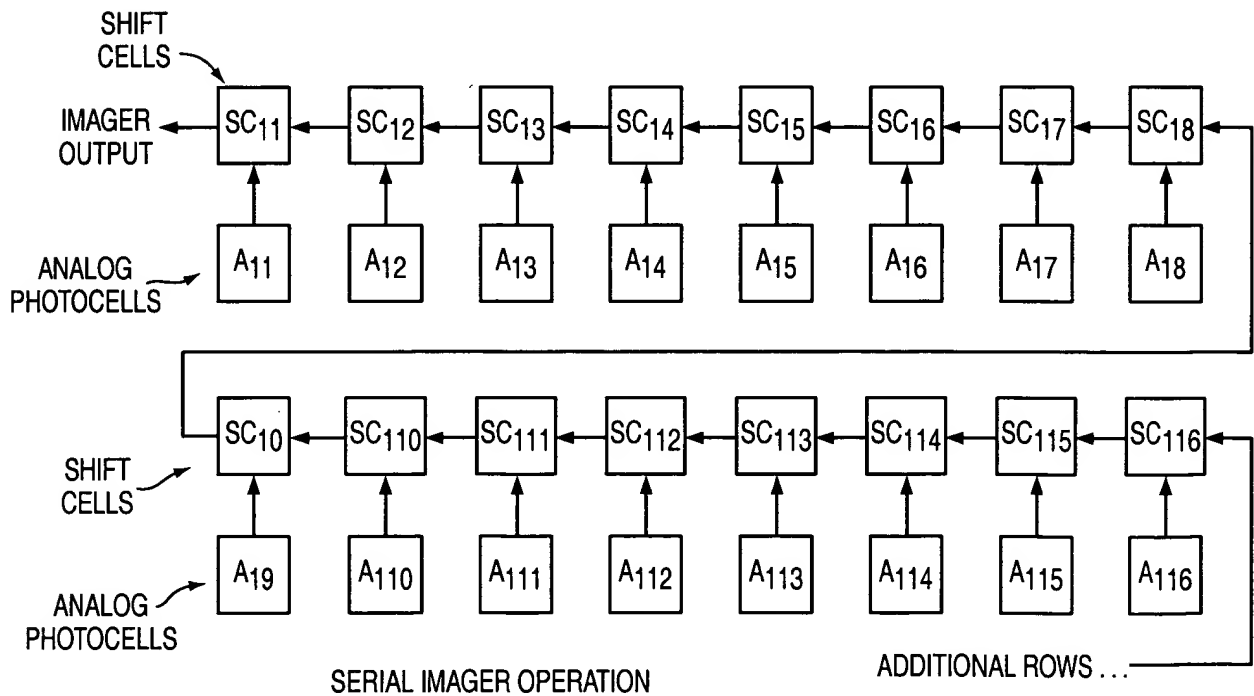 SHIFT
CELLS
IMAGER
OUTPUT
SC11 SC12 SC13 SC14 SC15 SC16 SC17 SC18
ANALOG
PHOTOCELLS
A11 A12 A13 A14 A15 A16 A17 A18
SC10 SC110 SC111 SC112 SC113 SC114 SC115 SC116
SHIFT
CELLS
A19 A110 A111 A112 A113 A114 A115 A116
ANALOG
PHOTOCELLS
SERIAL IMAGER OPERATION
ADDITIONAL ROWS ...